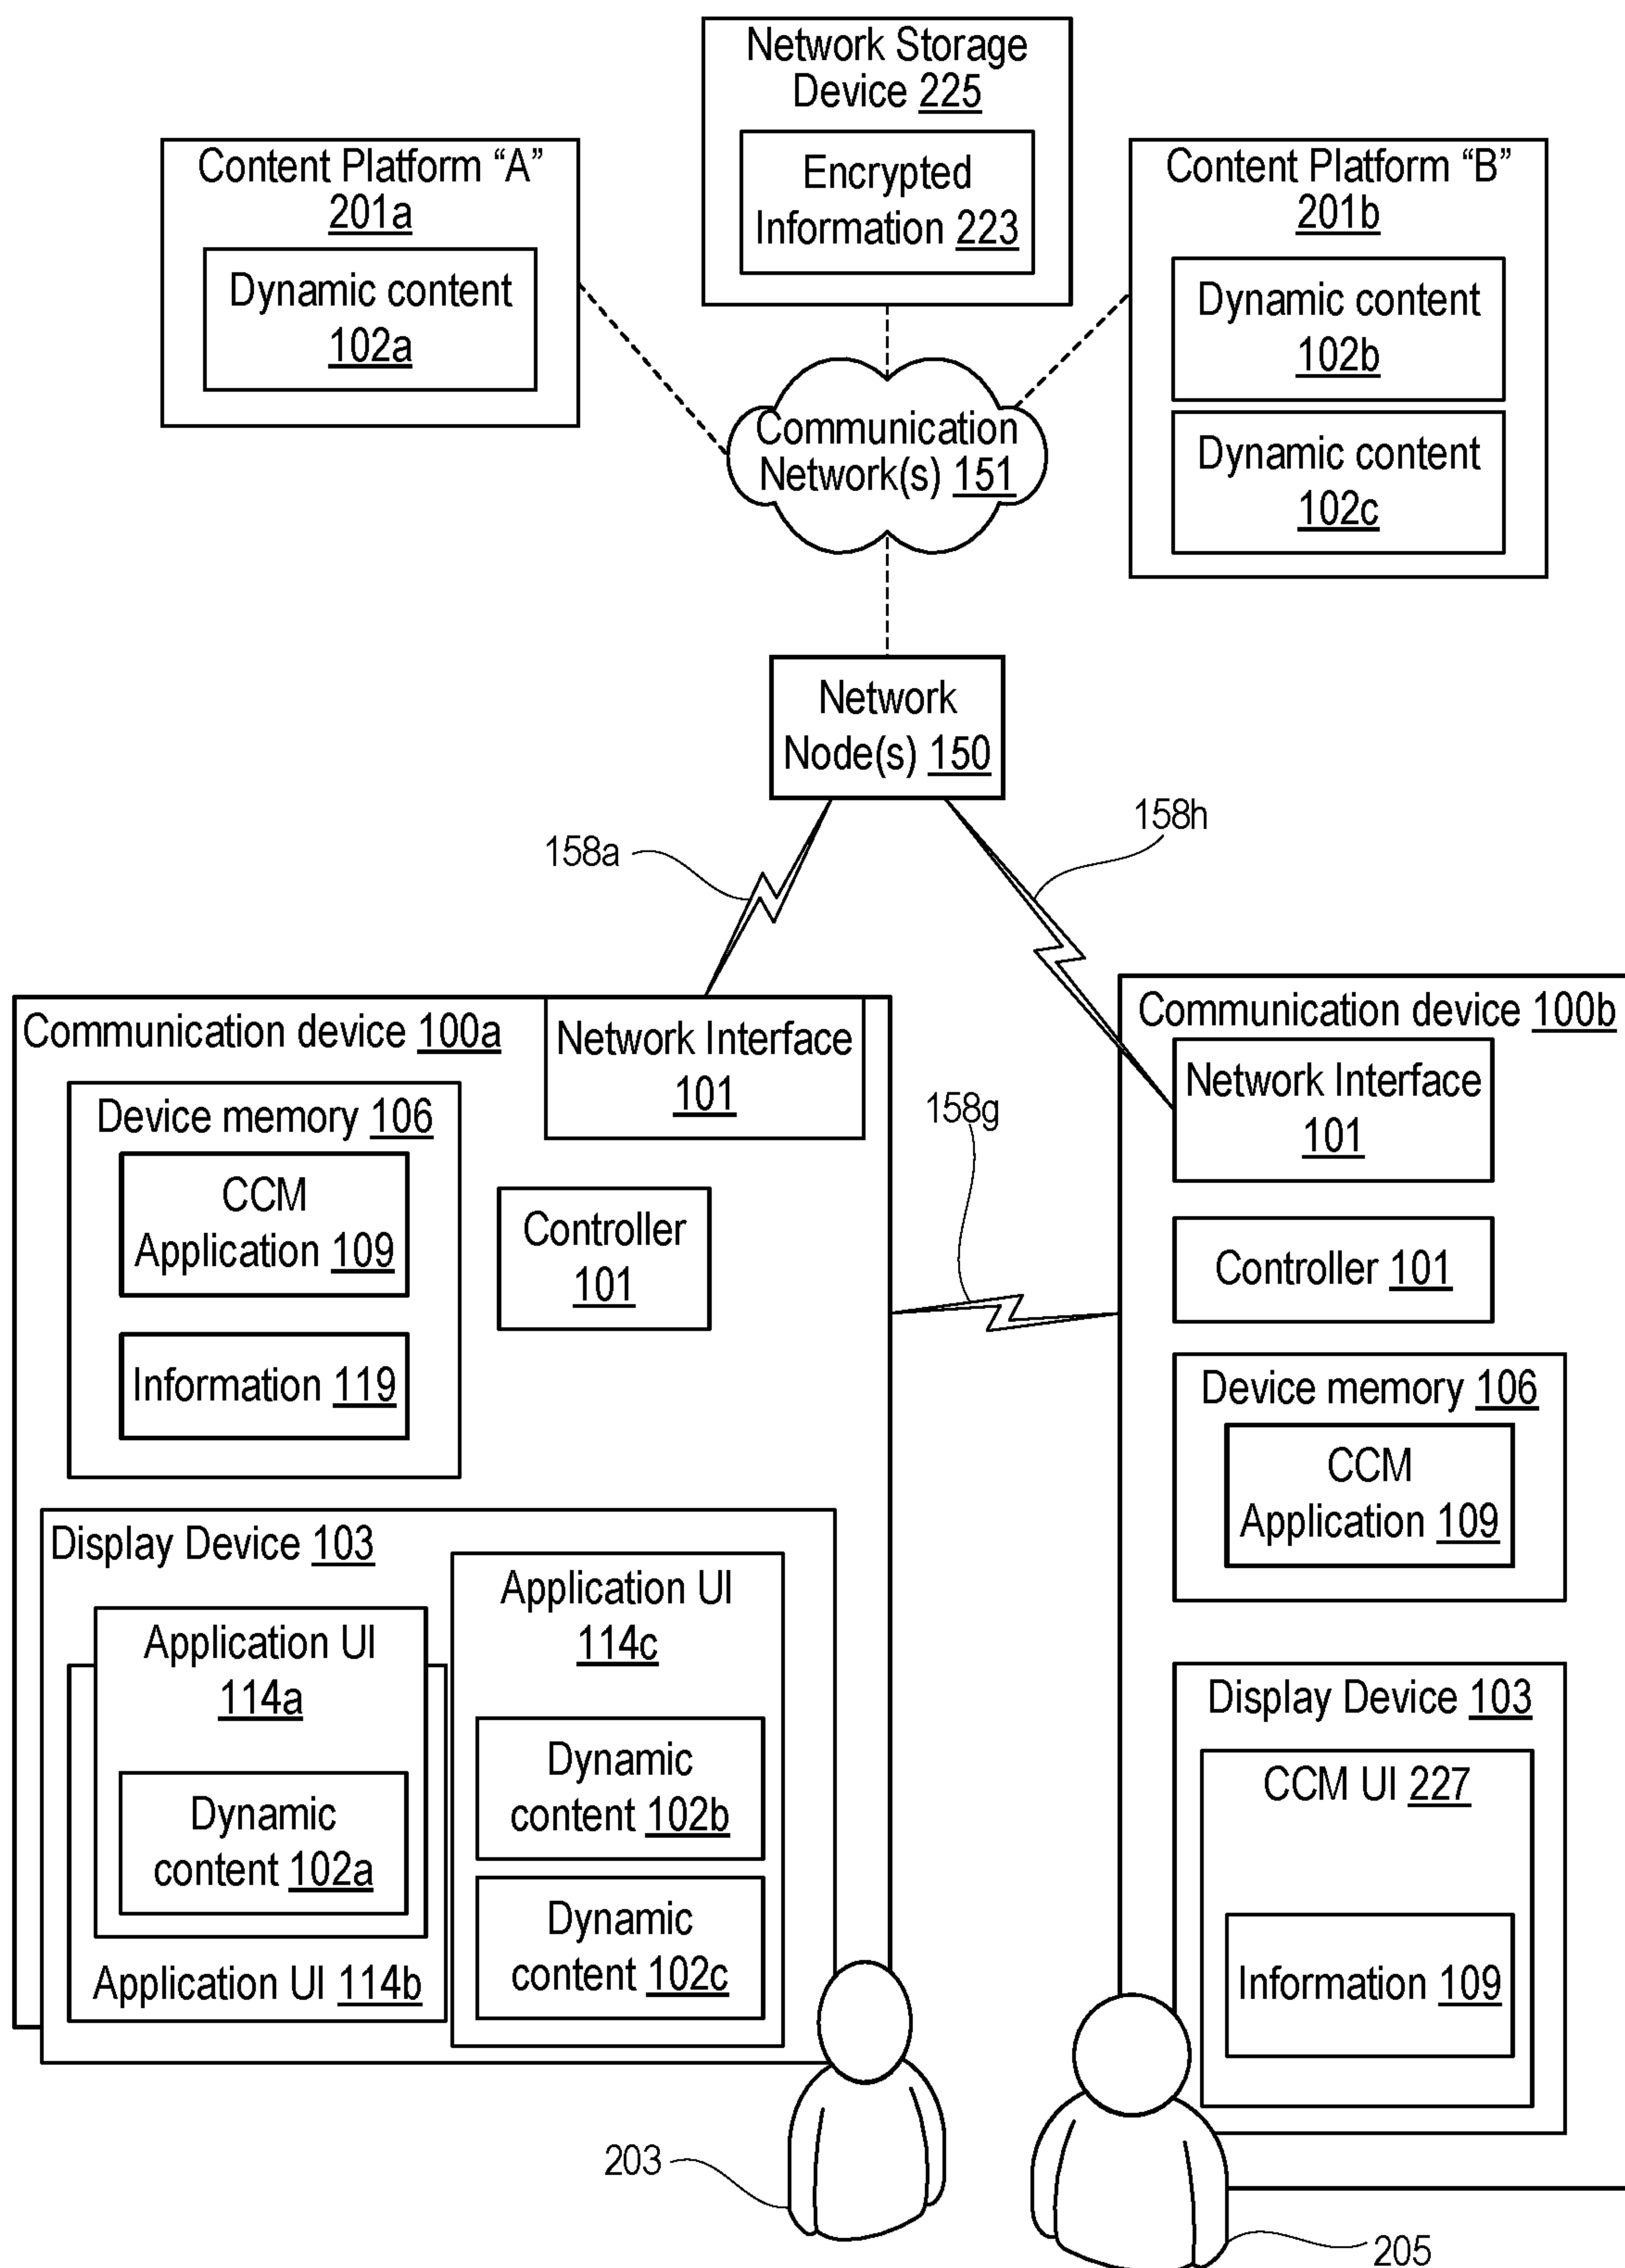 Network Storage
Device 225
Encrypted
Information 223
Content Platform “A”
201a
Dynamic content
102a
Content Platform “B”
201b
Dynamic content
102b
Dynamic content
102c
Communication
Network(s) 151
Network
Node(s) 150
158a
158h
Communication device 100a
Network Interface
101
Device memory 106
CCM
Application 109
Information 119
Controller
101
158g
Display Device 103
Application UI
114a
Dynamic
content 102a
Application UI 114b
Application UI
114c
Dynamic
content 102b
Dynamic
content 102c
203
Communication device 100b
Network Interface
101
Controller 101
Device memory 106
CCM
Application 109
Display Device 103
CCM UI 227
Information 109
205